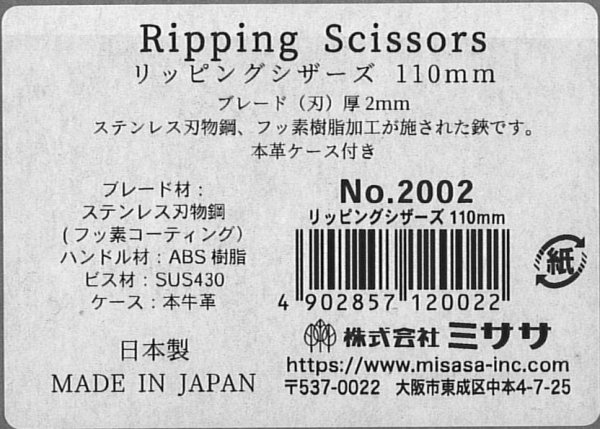 Ripping Scissors
リッピングシザーズ 110mm
ブレード（刃）厚2mm
ステンレス刃物鋼、フッ素樹脂加工が施された鋏です。
本革ケース付き
ブレード材：
ステンレス刃物鋼
(フッ素コーティング)
ハンドル材：ABS樹脂
ビス材：SUS430
ケース：本牛革
日本製
MADE IN JAPAN
No.2002
リッピングシザーズ 110mm
4 902857 120022
紙
株式会社 ミササ
https://www.misasa-inc.com
〒537-0022 大阪市東成区中本4-7-25